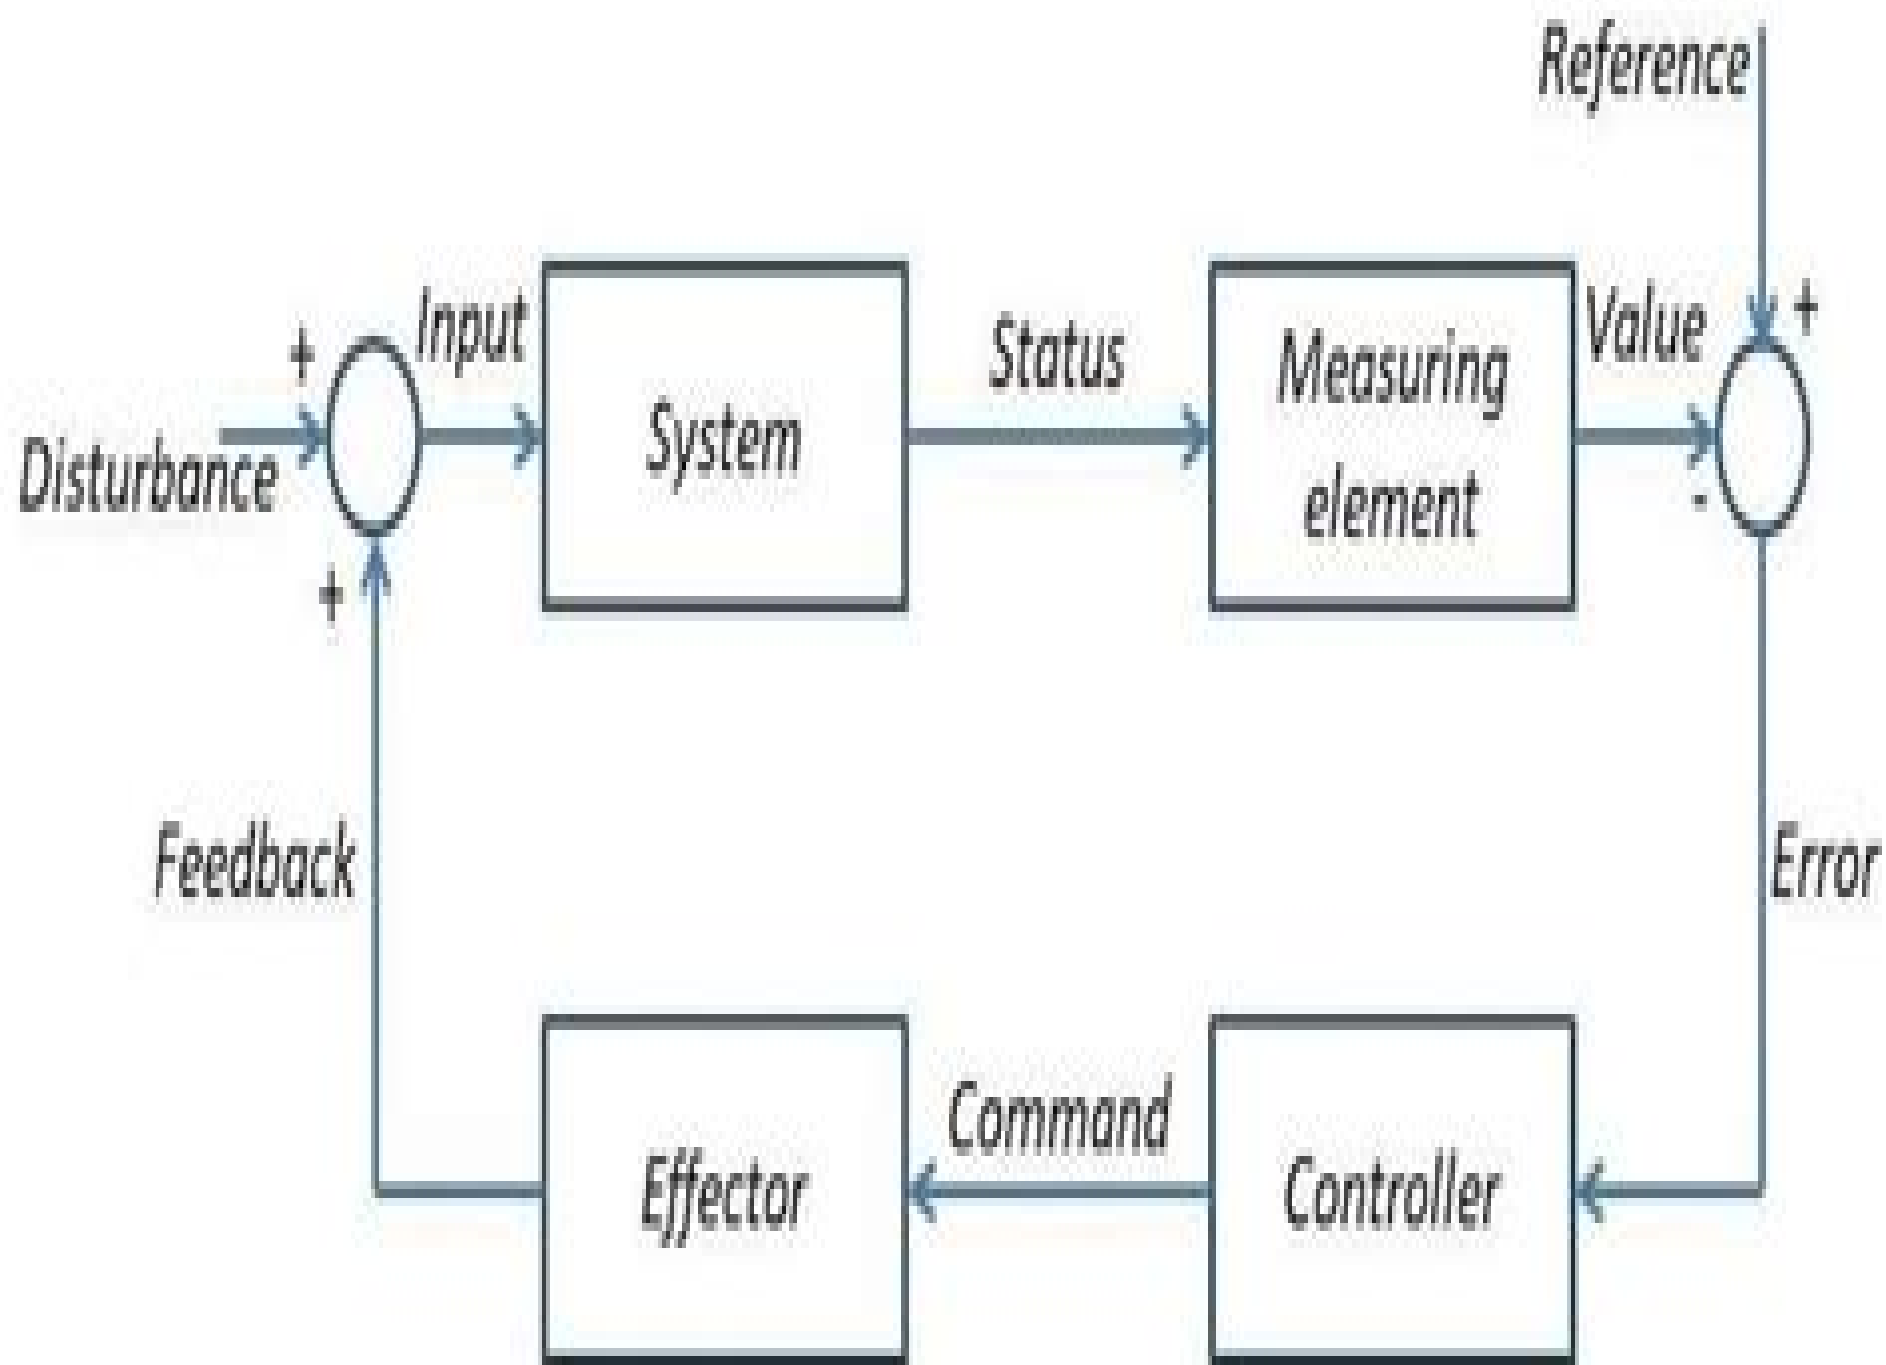 Reference
+
Input
Value
+
Status
Measuring
element
System
Disturbance
-
+
Feedback
Error
Command
Effector
Controller